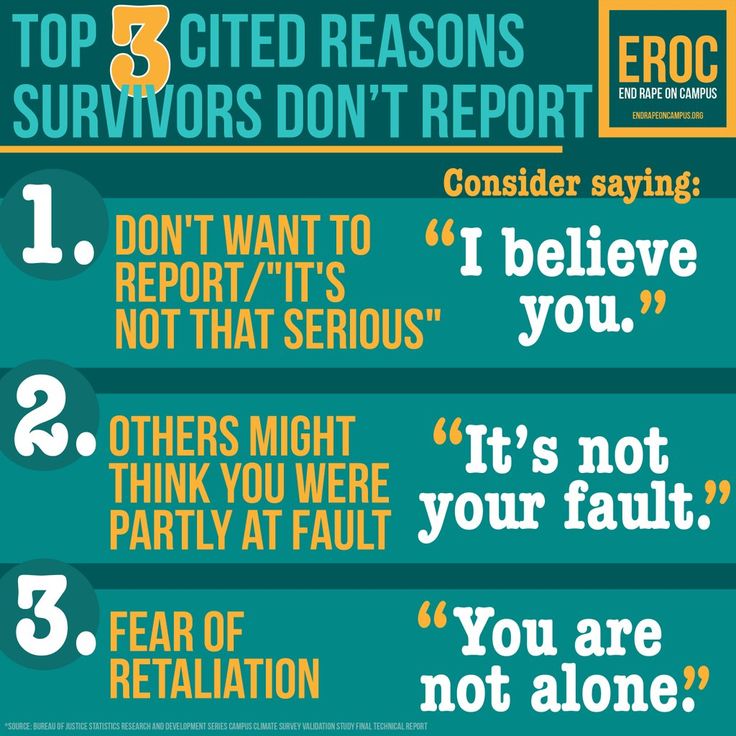 TOP 3 CITED REASONS
SURVIVORS DON'T REPORT
EROC
END RAPE ON CAMPUS
ENDRAPEONCAMPUS.ORG
Consider saying:
1. DON'T WANT TO
REPORT/"IT'S
NOT THAT SERIOUS"
“I believe
you.”
2. OTHERS MIGHT
THINK YOU WERE
PARTLY AT FAULT
“It’s not
your fault.”
3. FEAR OF
RETALIATION
“You are
not alone.”
*SOURCE: BUREAU OF JUSTICE STATISTICS RESEARCH AND DEVELOPMENT SERIES CAMPUS CLIMATE SURVEY VALIDATION STUDY FINAL TECHNICAL REPORT